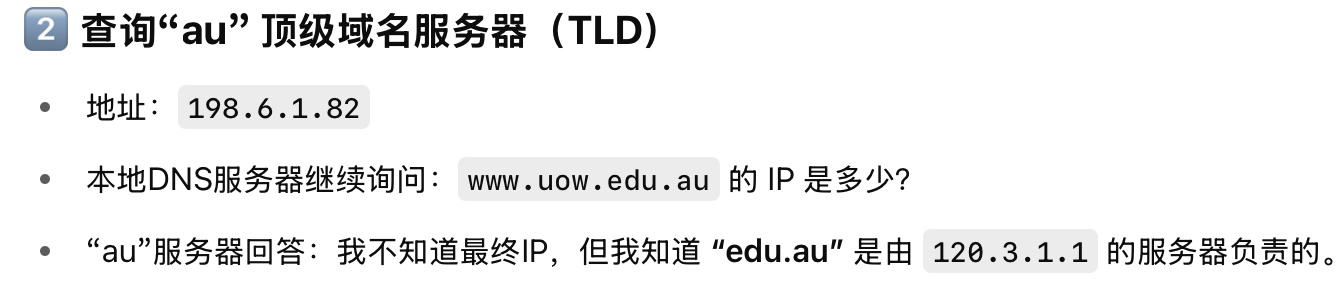 2️⃣ 查询“au” 顶级域名服务器（TLD）
• 地址： 198.6.1.82
• 本地DNS服务器继续询问： www.uow.edu.au 的 IP 是多少？
• “au”服务器回答：我不知道最终IP，但我知道 “edu.au” 是由 120.3.1.1 的服务器负责的。